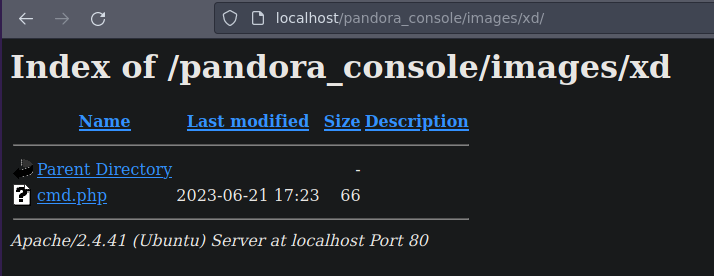 localhost/pandora_console/images/xd/
Index of /pandora_console/images/xd
Name Last modified Size Description
Parent Directory -
? cmd.php 2023-06-21 17:23 66
Apache/2.4.41 (Ubuntu) Server at localhost Port 80